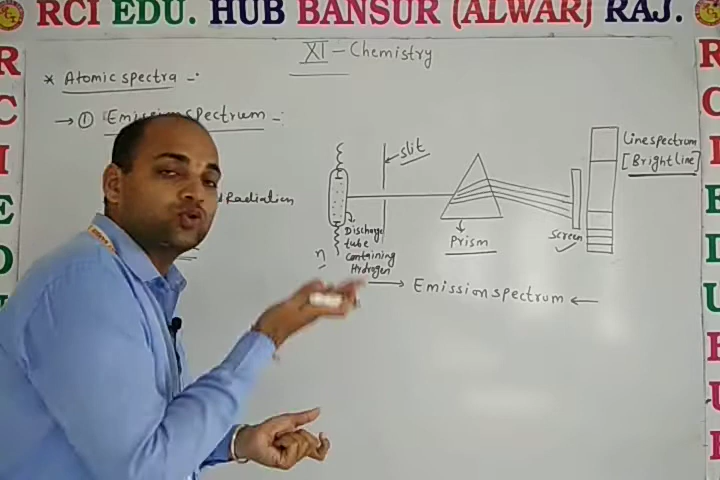 RCI EDU. HUB BANSUR (ALWAR) RAJ.
XI - Chemistry
* Atomic spectra -:
→ ① Emission spectrum -:
Radiation
slit
Discharge
tube
containing
Hydrogen
n
Prism
Screen
Line spectrum
[Bright line]
→ Emission spectrum ←
R
C
I
E
D
R
C
I
E
D
U